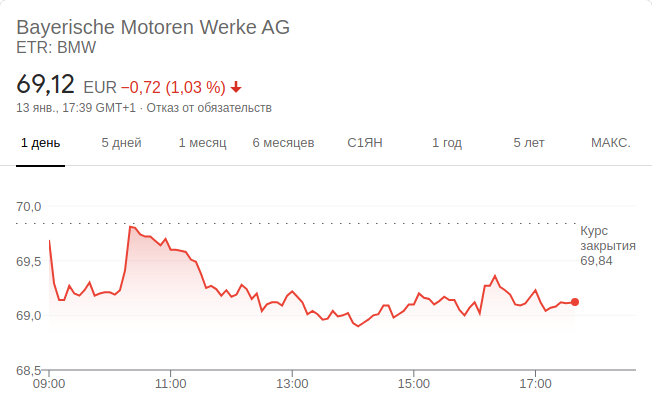 Bayerische Motoren Werke AG
ETR: BMW
69,12 EUR −0,72 (1,03 %)
13 янв., 17:39 GMT+1 · Отказ от обязательств
1 день 5 дней 1 месяц 6 месяцев С1ЯН 1 год 5 лет МАКС.
70,0
Курс
закрытия
69,84
69,5
69,0
68,5
09:00 11:00 13:00 15:00 17:00